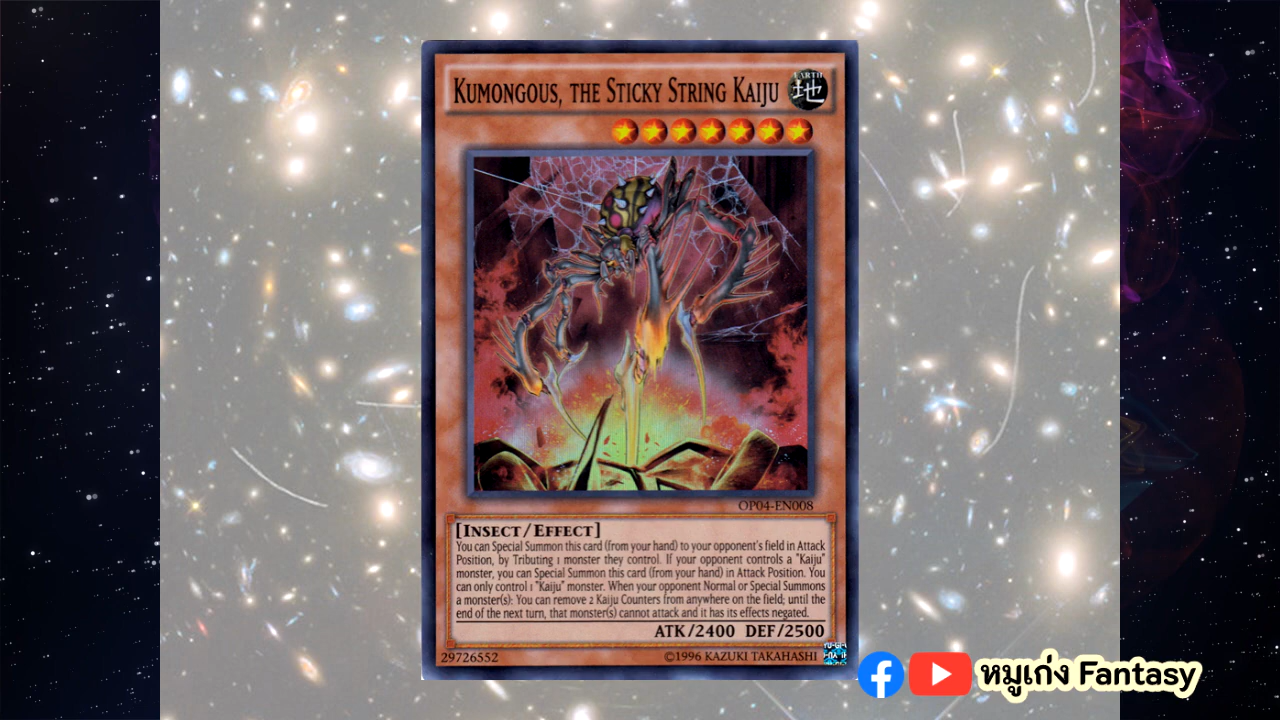 KUMONGOUS, THE STICKY STRING KAIJU
EARTH
地
OP04-EN008
[INSECT/EFFECT]
You can Special Summon this card (from your hand) to your opponent's field in Attack
Position, by Tributing 1 monster they control. If your opponent controls a "Kaiju"
monster, you can Special Summon this card (from your hand) in Attack Position. You
can only control 1 "Kaiju" monster. When your opponent Normal or Special Summons
a monster(s): You can remove 2 Kaiju Counters from anywhere on the field; until the
end of the next turn, that monster(s) cannot attack and it has its effects negated.
ATK/2400 DEF/2500
29726552
©1996 KAZUKI TAKAHASHI
หมูเก่ง Fantasy